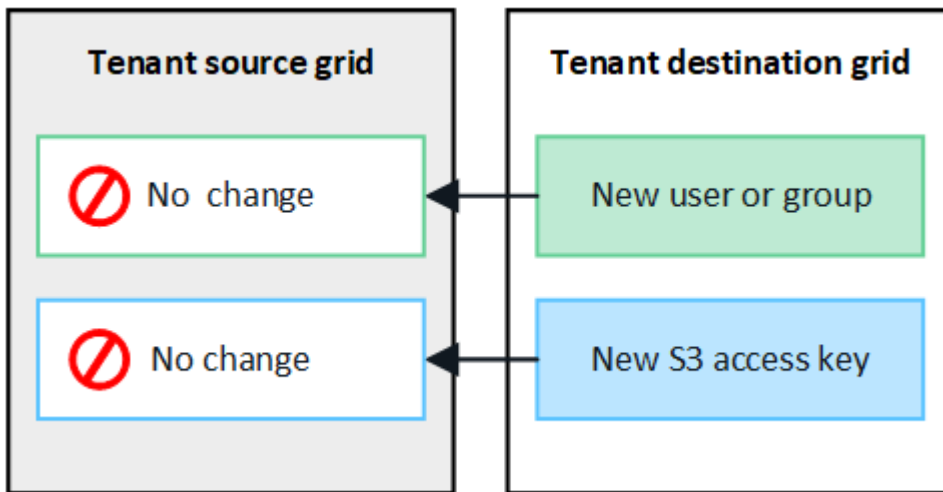 Tenant source grid
Tenant destination grid
No change
New user or group
No change
New S3 access key